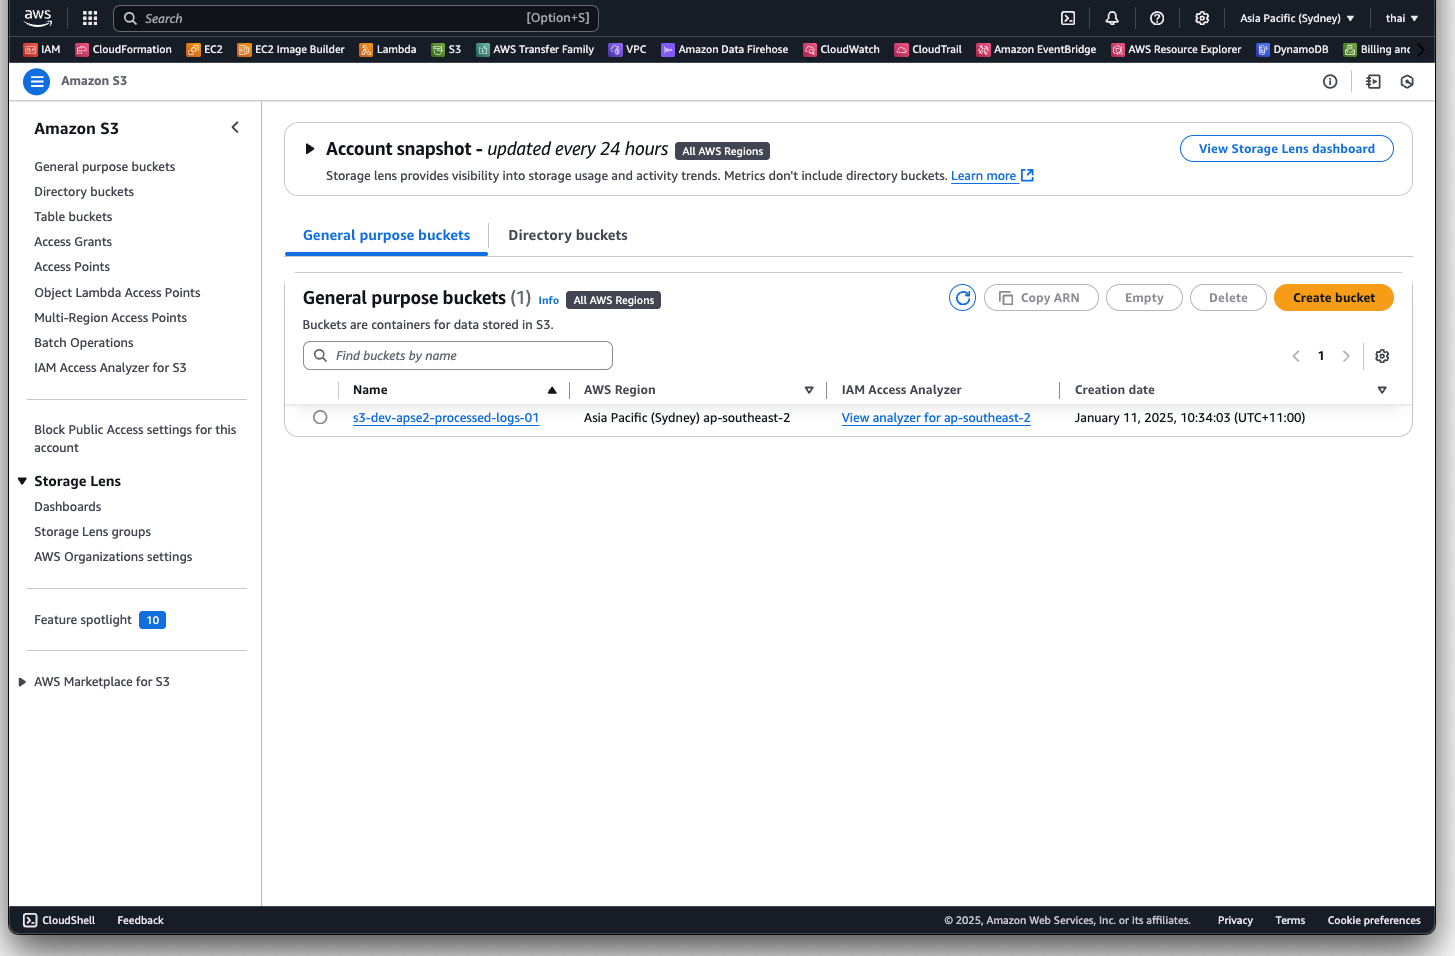 aws
Search
[Option+S]
Asia Pacific (Sydney)
thai
IAM
CloudFormation
EC2
EC2 Image Builder
Lambda
S3
AWS Transfer Family
VPC
Amazon Data Firehose
CloudWatch
CloudTrail
Amazon EventBridge
AWS Resource Explorer
DynamoDB
Billing and
Amazon S3
Amazon S3
General purpose buckets
Directory buckets
Table buckets
Access Grants
Access Points
Object Lambda Access Points
Multi-Region Access Points
Batch Operations
IAM Access Analyzer for S3
Block Public Access settings for this
account
Storage Lens
Dashboards
Storage Lens groups
AWS Organizations settings
Feature spotlight 10
AWS Marketplace for S3
Account snapshot - updated every 24 hours All AWS Regions
View Storage Lens dashboard
Storage lens provides visibility into storage usage and activity trends. Metrics don't include directory buckets. Learn more
General purpose buckets
Directory buckets
General purpose buckets (1) Info All AWS Regions
Copy ARN
Empty
Delete
Create bucket
Buckets are containers for data stored in S3.
Find buckets by name
1
Name
AWS Region
IAM Access Analyzer
Creation date
s3-dev-apse2-processed-logs-01
Asia Pacific (Sydney) ap-southeast-2
View analyzer for ap-southeast-2
January 11, 2025, 10:34:03 (UTC+11:00)
CloudShell
Feedback
© 2025, Amazon Web Services, Inc. or its affiliates.
Privacy
Terms
Cookie preferences